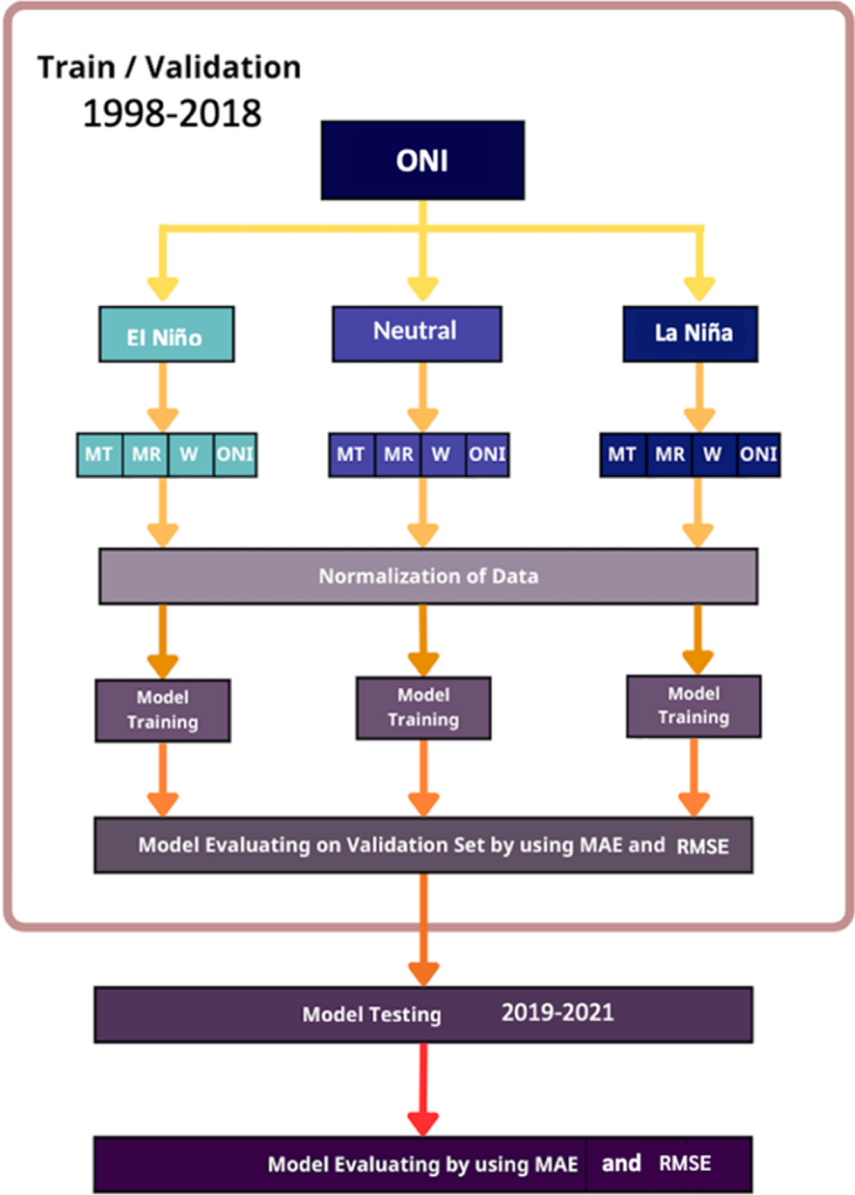 Train / Validation
1998-2018
ONI
El Niño
Neutral
La Niña
MT MR W ONI
MT MR W ONI
MT MR W ONI
Normalization of Data
Model
Training
Model
Training
Model
Training
Model Evaluating on Validation Set by using MAE and RMSE
Model Testing 2019-2021
Model Evaluating by using MAE and RMSE